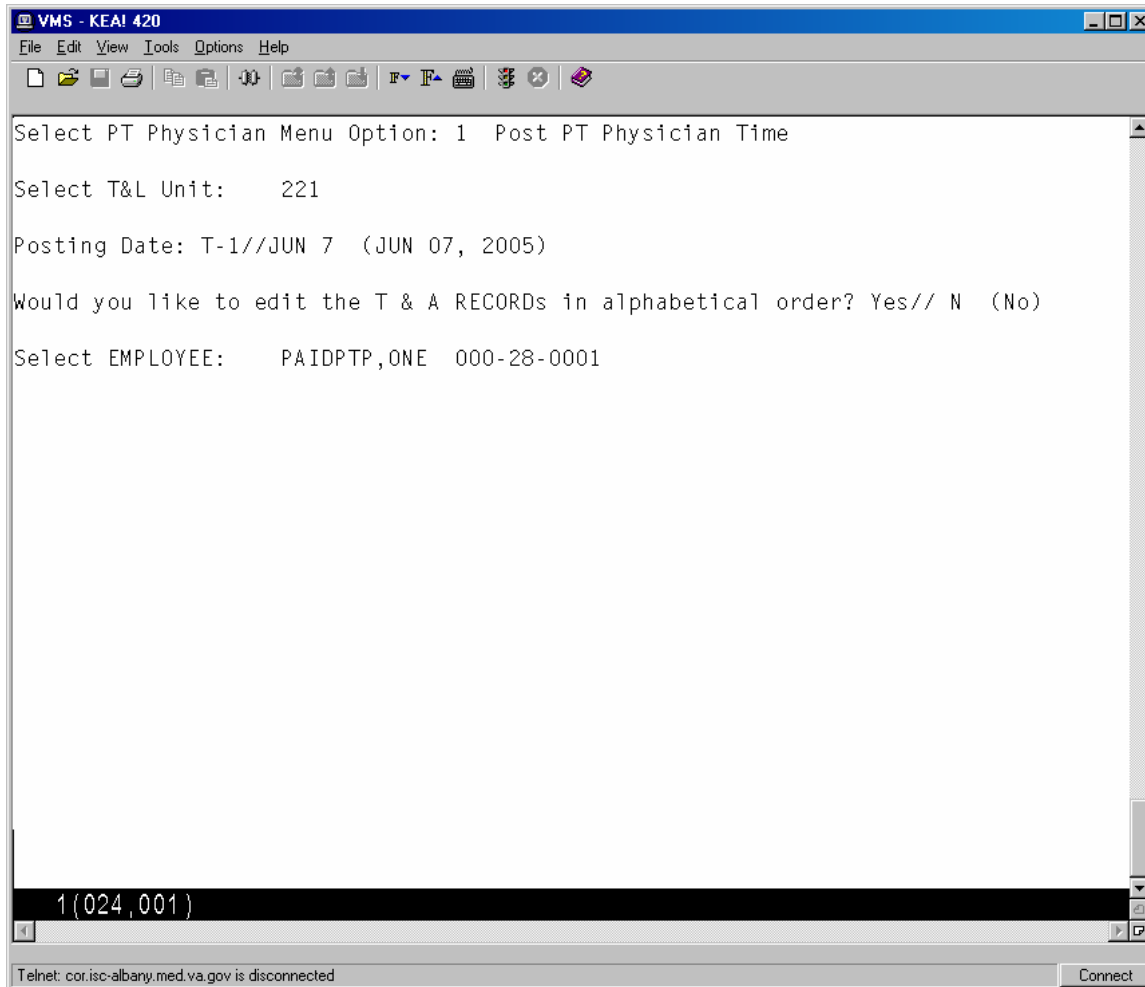 VMS - KEA! 420
File Edit View Tools Options Help
Select PT Physician Menu Option: 1 Post PT Physician Time
Select T&L Unit: 221
Posting Date: T-1//JUN 7 (JUN 07, 2005)
Would you like to edit the T & A RECORDs in alphabetical order? Yes// N (No)
Select EMPLOYEE: PAIDPTP,ONE 000-28-0001
1(024,001)
Telnet: cor.isc-albany.med.va.gov is disconnected Connect